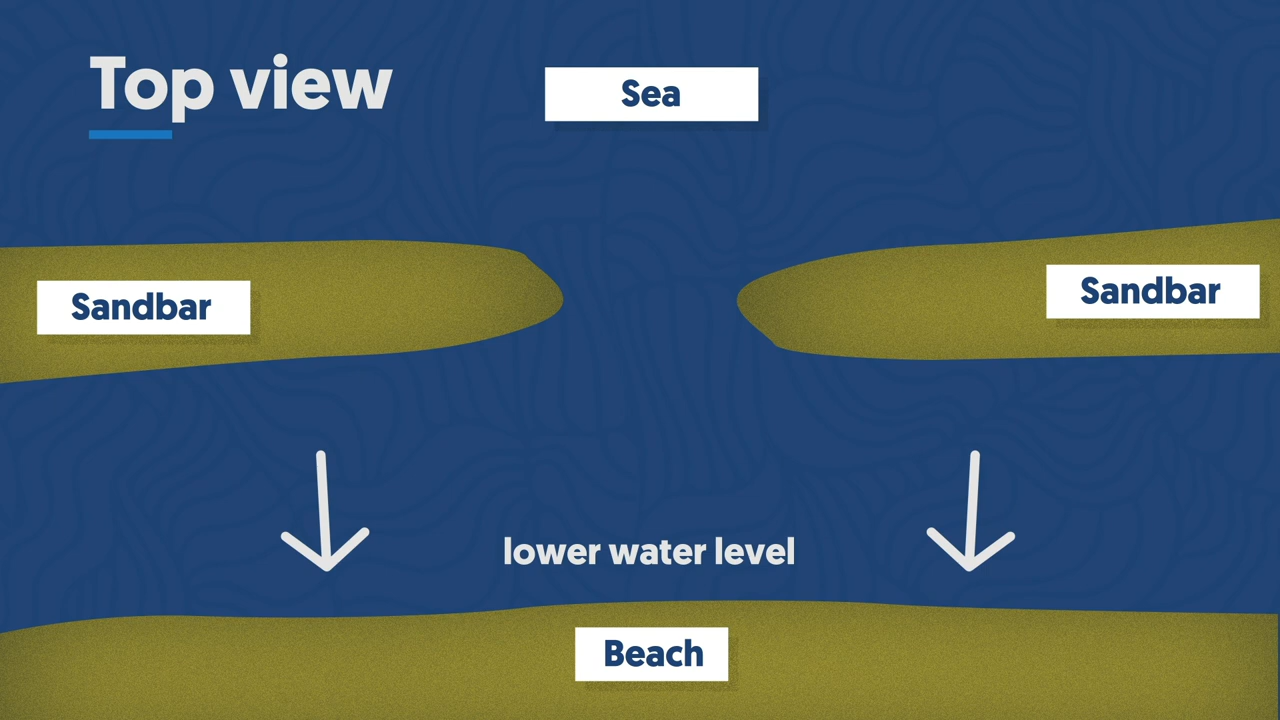 Top view
Sea
Sandbar
Sandbar
lower water level
Beach